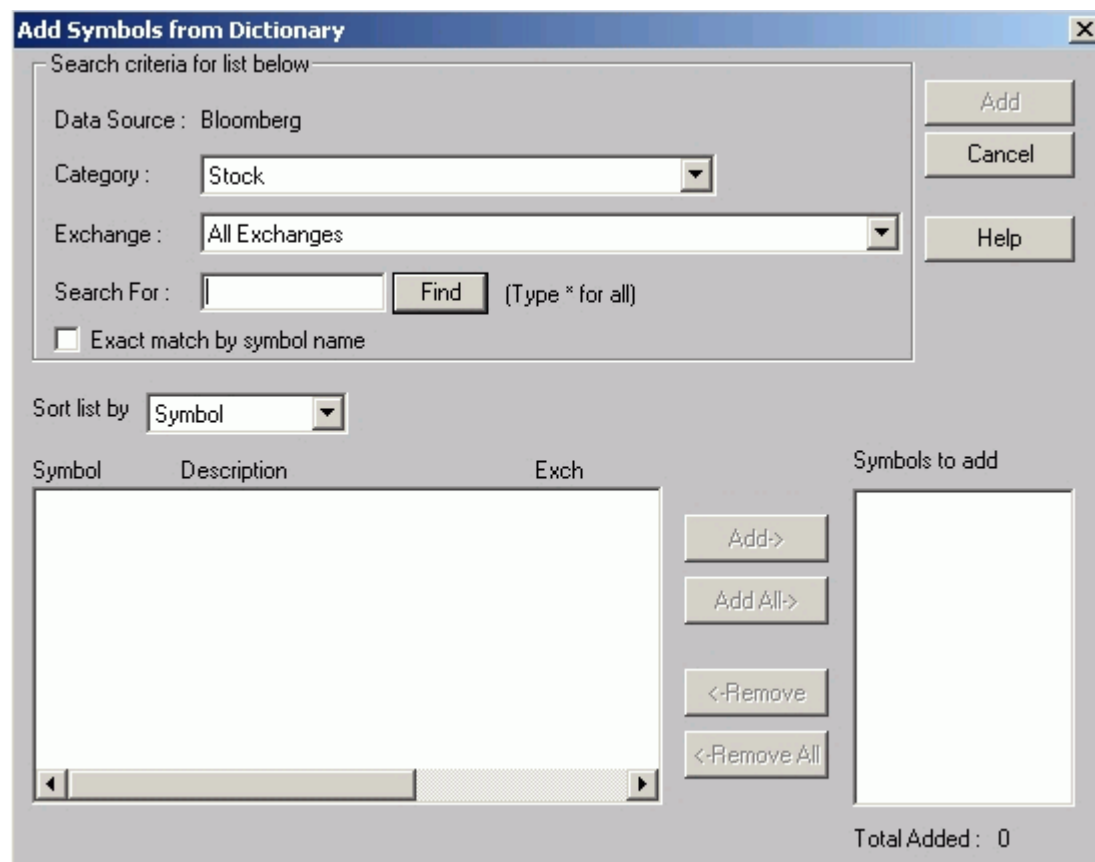 Add Symbols from Dictionary
Search criteria for list below
Data Source : Bloomberg
Add
Category : Stock
Cancel
Exchange : All Exchanges
Help
Search For : Find (Type * for all)
Exact match by symbol name
Sort list by Symbol
Symbol Description Exch
Symbols to add
Add->
Add All->
<-Remove
<-Remove All
Total Added : 0